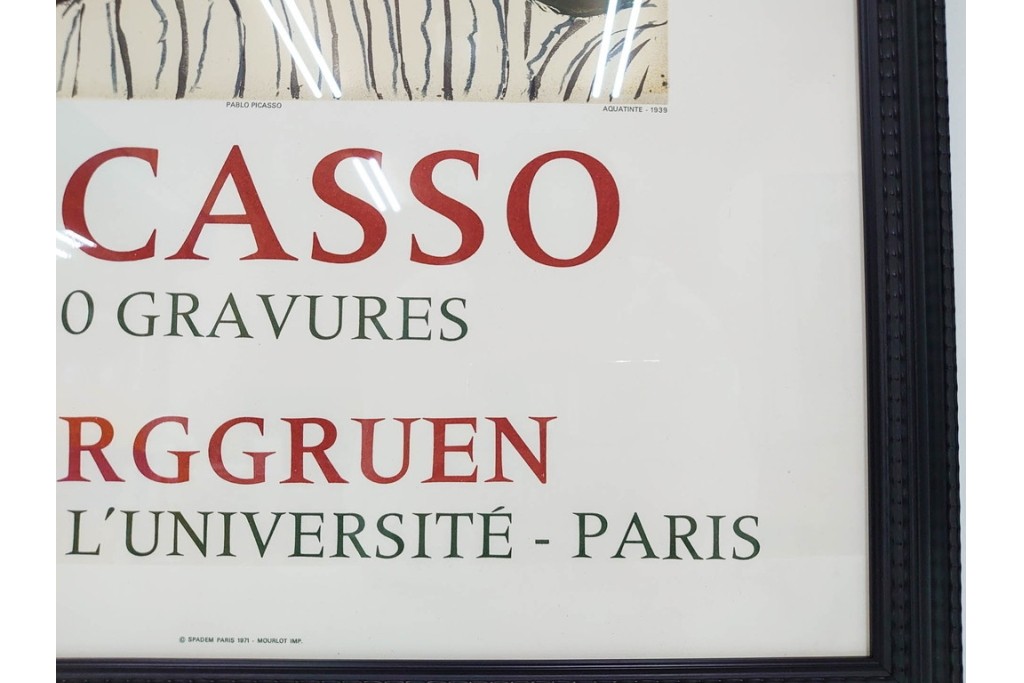 PABLO PICASSO
AQUATINTE - 1939
CASSO
0 GRAVURES
RGGRUEN
L'UNIVERSITÉ - PARIS
© SPADEM PARIS 1971 - MOURLOT IMP.